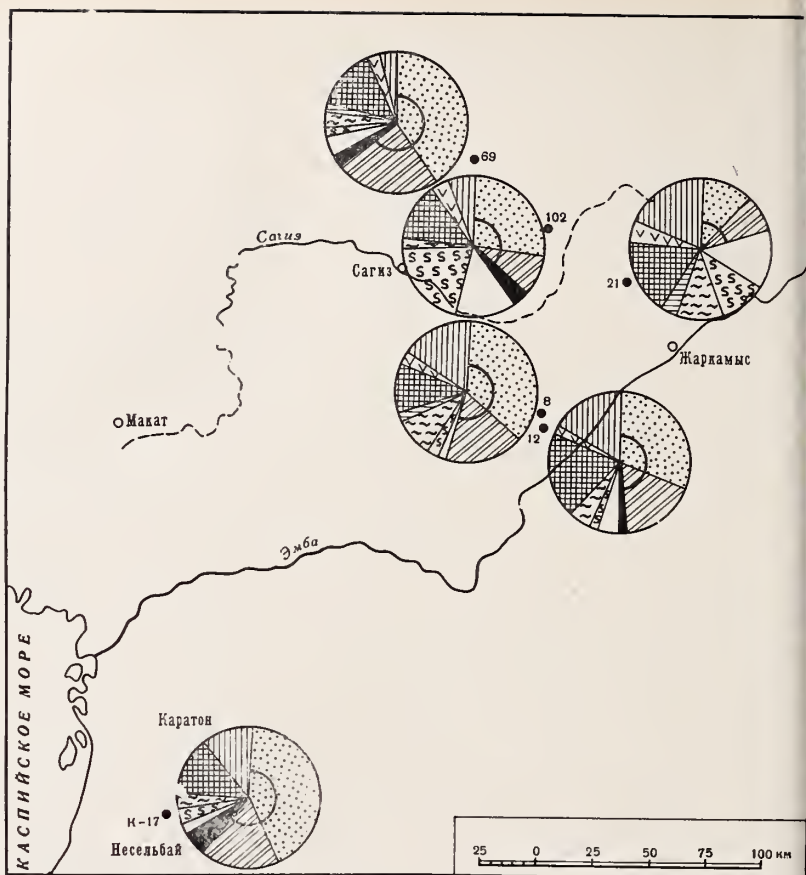 69
102
Сагиз
Сагиз
21
Жаркамыс
8
12
Макат
Эмба
КАСПИЙСКОЕ МОРЕ
Каратон
К-17
Несельбай
25 0 25 50 75 100 км